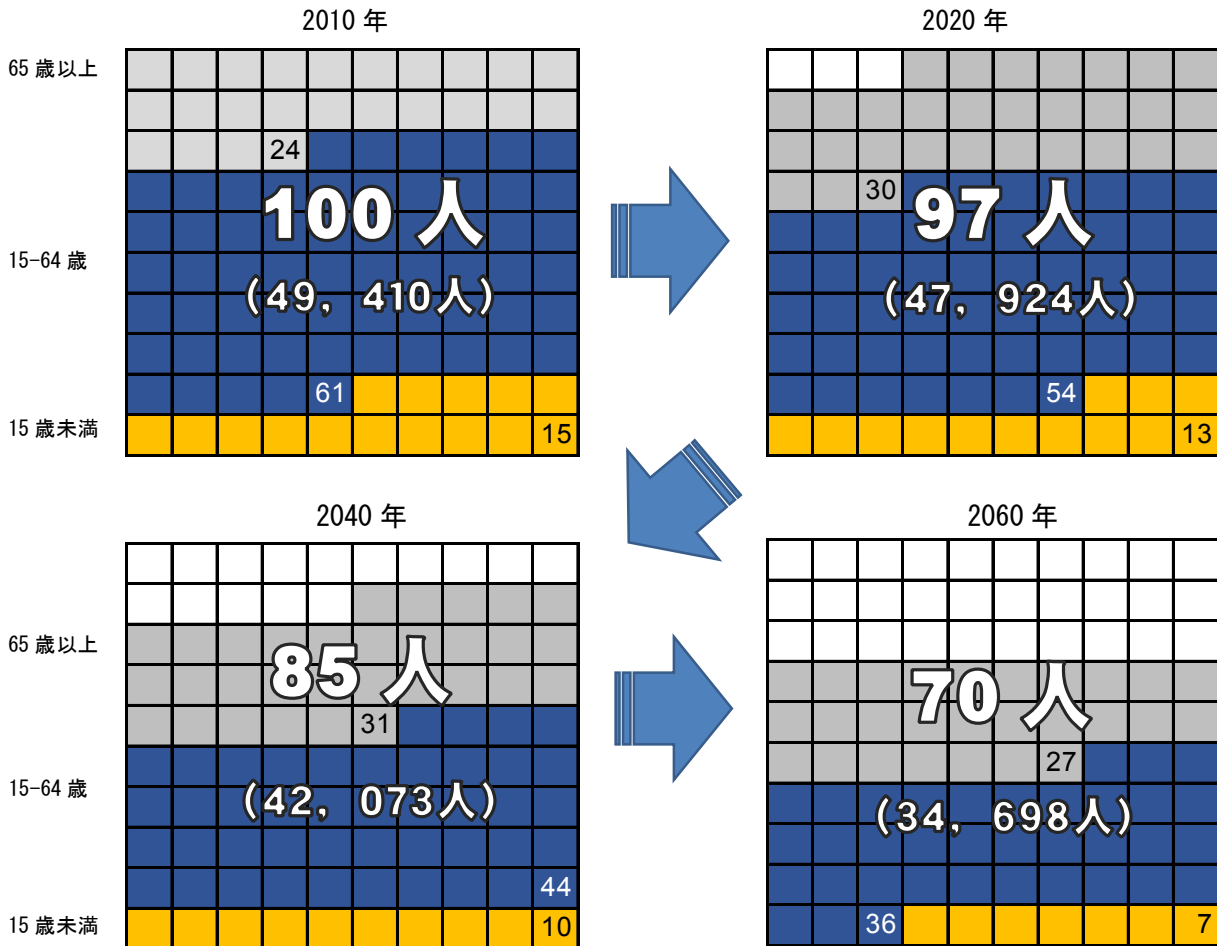 2010 年
2020 年
65 歳以上
24
30
100 人
97 人
15-64 歳
(49, 410人)
(47, 924人)
61
54
15 歳未満
15
13
2040 年
2060 年
65 歳以上
85 人
70 人
31
27
15-64 歳
(42, 073人)
(34, 698人)
44
15 歳未満
10
36
7